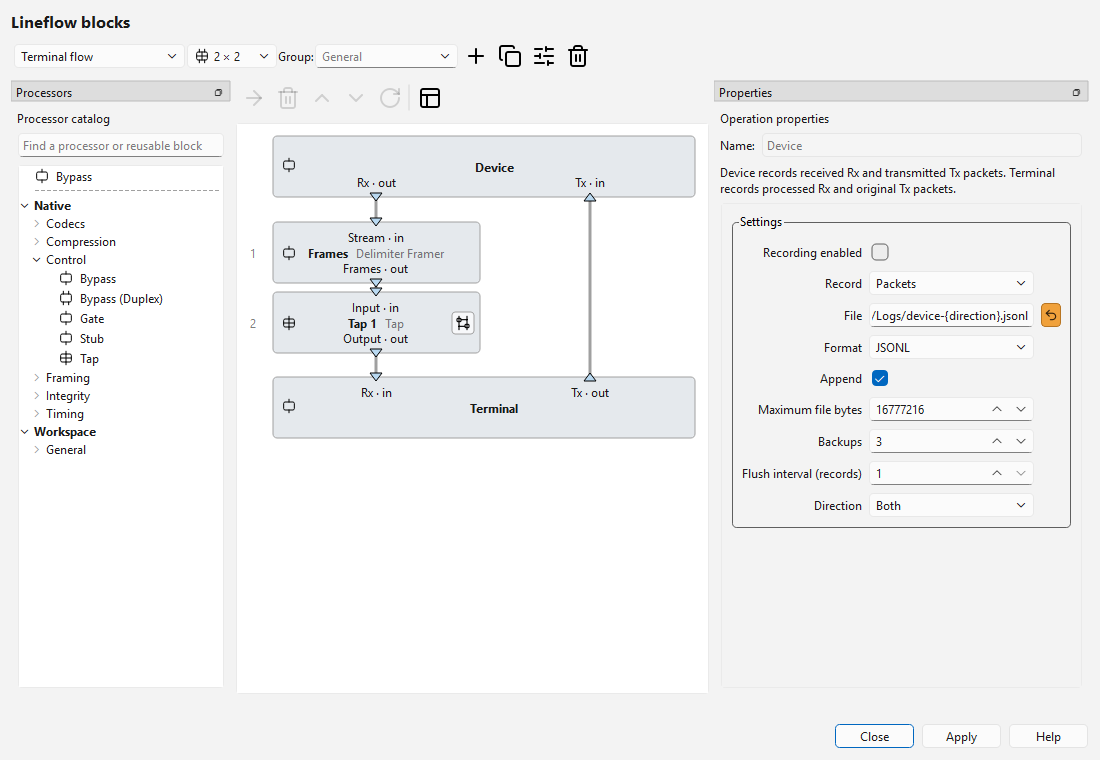 Lineflow blocks
Terminal flow
2 × 2
Group:
General
Processors
Processor catalog
Find a processor or reusable block
Bypass
Native
Codecs
Compression
Control
Bypass
Bypass (Duplex)
Gate
Stub
Tap
Framing
Integrity
Timing
Workspace
General
Device
Rx · out
Tx · in
1
Stream · in
Frames Delimiter Framer
Frames · out
2
Input · in
Tap 1 Tap
Output · out
Rx · in
Tx · out
Terminal
Properties
Operation properties
Name: Device
Device records received Rx and transmitted Tx packets. Terminal
records processed Rx and original Tx packets.
Settings
Recording enabled
Record Packets
File /Logs/device-{direction}.jsonl
Format JSONL
Append
Maximum file bytes 16777216
Backups 3
Flush interval (records) 1
Direction Both
Close
Apply
Help